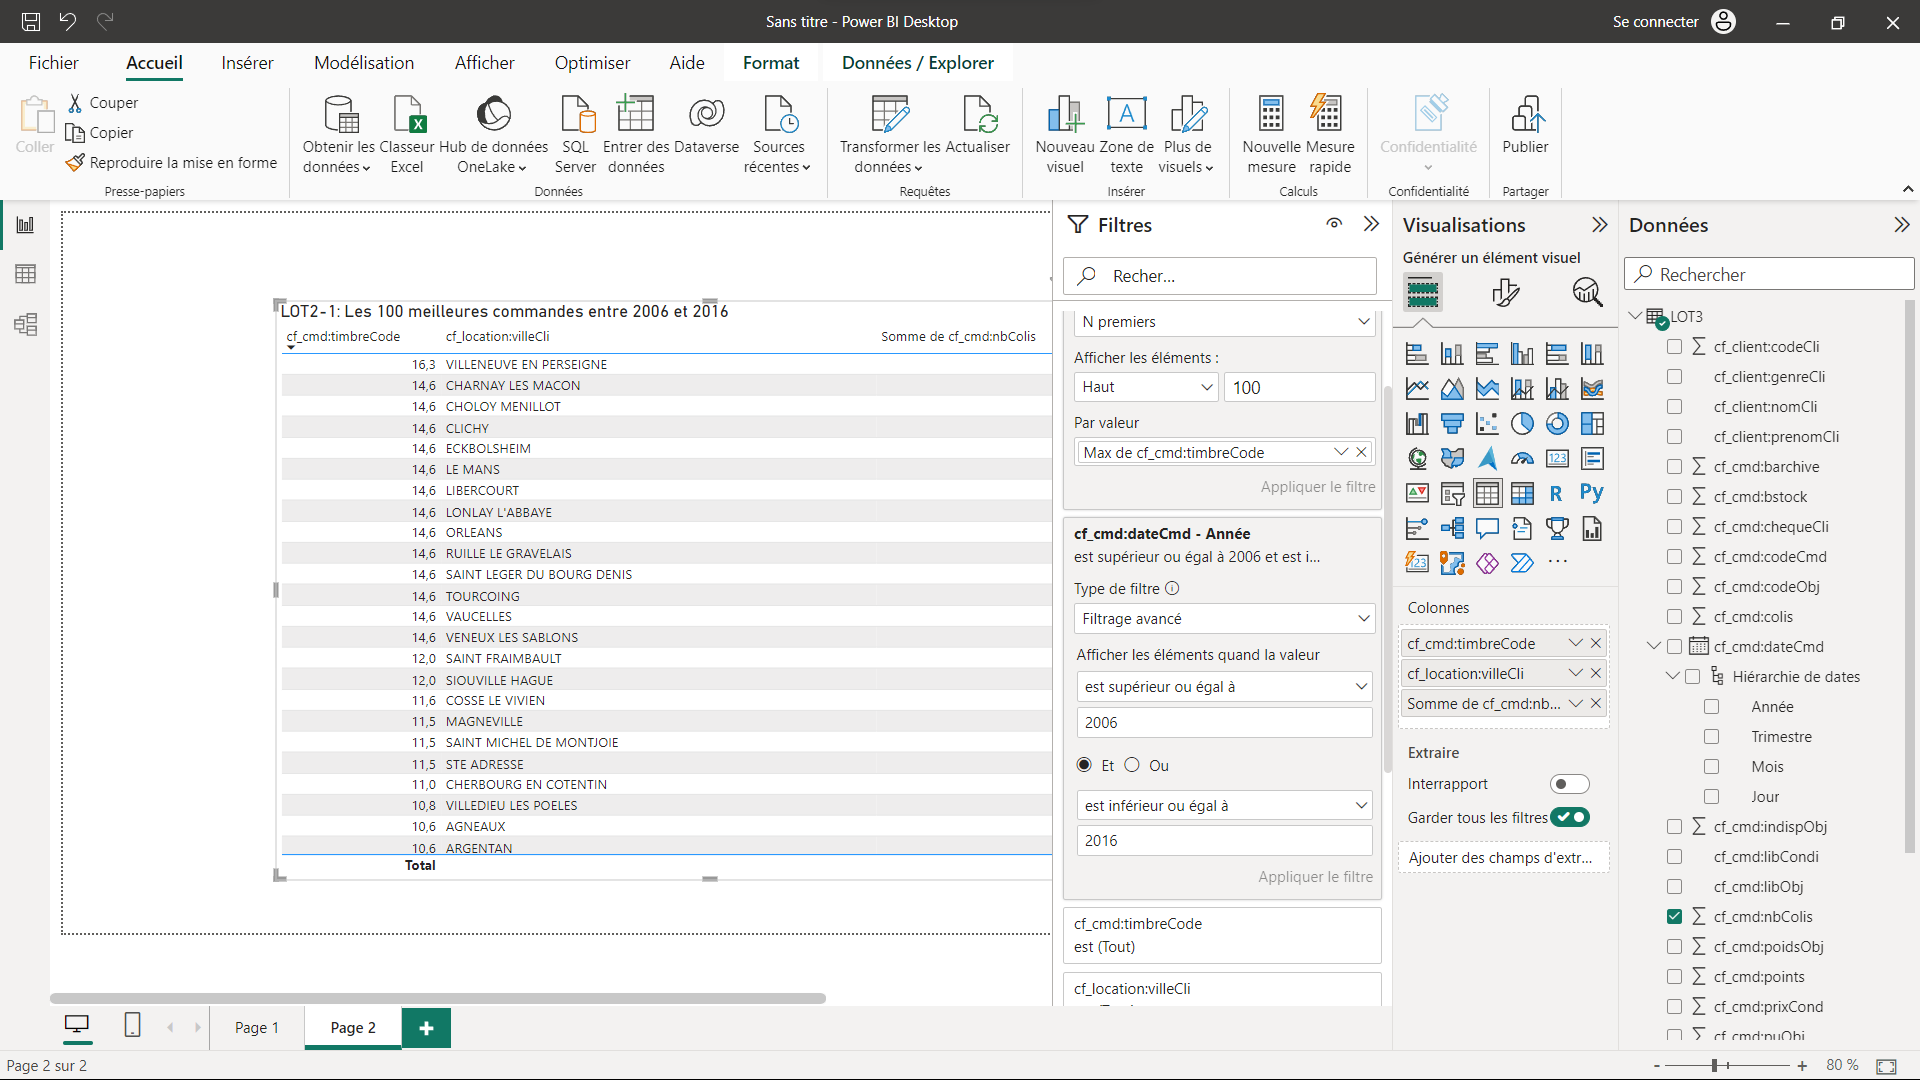 Sans titre - Power BI Desktop
Se connecter
Fichier
Accueil
Insérer
Modélisation
Afficher
Optimiser
Aide
Format
Données / Explorer
Coller
Couper
Copier
Reproduire la mise en forme
Presse-papiers
Obtenir les données
Classeur Excel
Hub de données OneLake
SQL Server
Entrer des données
Dataverse
Sources récentes
Données
Transformer les données
Actualiser
Requêtes
Nouveau visuel
Zone de texte
Plus de visuels
Insérer
Nouvelle mesure
Mesure rapide
Calculs
Confidentialité
Confidentialité
Publier
Partager
LOT2-1: Les 100 meilleures commandes entre 2006 et 2016
cf_cmd:timbreCode cf_location:villeCli Somme de cf_cmd:nbColis
16,3 VILLENEUVE EN PERSEIGNE
14,6 CHARNAY LES MACON
14,6 CHOLOY MENILLOT
14,6 CLICHY
14,6 ECKBOLSHEIM
14,6 LE MANS
14,6 LIBERCOURT
14,6 LONLAY L'ABBAYE
14,6 ORLEANS
14,6 RUILLE LE GRAVELAIS
14,6 SAINT LEGER DU BOURG DENIS
14,6 TOURCOING
14,6 VAUCELLES
14,6 VENEUX LES SABLONS
12,0 SAINT FRAIMBAULT
12,0 SIOUVILLE HAGUE
11,6 COSSE LE VIVIEN
11,5 MAGNEVILLE
11,5 SAINT MICHEL DE MONTJOIE
11,5 STE ADRESSE
11,0 CHERBOURG EN COTENTIN
10,8 VILLEDIEU LES POELES
10,6 AGNEAUX
10,6 ARGENTAN
Total
Filtres
Recher...
N premiers
Afficher les éléments :
Haut 100
Par valeur
Max de cf_cmd:timbreCode
Appliquer le filtre
cf_cmd:dateCmd - Année
est supérieur ou égal à 2006 et est i...
Type de filtre
Filtrage avancé
Afficher les éléments quand la valeur
est supérieur ou égal à
2006
Et Ou
est inférieur ou égal à
2016
Appliquer le filtre
cf_cmd:timbreCode
est (Tout)
cf_location:villeCli
Visualisations
Générer un élément visuel
123
R
Py
123
Colonnes
cf_cmd:timbreCode
cf_location:villeCli
Somme de cf_cmd:nb...
Extraire
Interrapport
Garder tous les filtres
Ajouter des champs d'extr...
Données
Rechercher
LOT3
cf_client:codeCli
cf_client:genreCli
cf_client:nomCli
cf_client:prenomCli
cf_cmd:barchive
cf_cmd:bstock
cf_cmd:chequeCli
cf_cmd:codeCmd
cf_cmd:codeObj
cf_cmd:colis
cf_cmd:dateCmd
Hiérarchie de dates
Année
Trimestre
Mois
Jour
cf_cmd:indispObj
cf_cmd:libCondi
cf_cmd:libObj
cf_cmd:nbColis
cf_cmd:poidsObj
cf_cmd:points
cf_cmd:prixCond
cf_cmd:puObj
Page 1
Page 2
Page 2 sur 2
- + 80 %